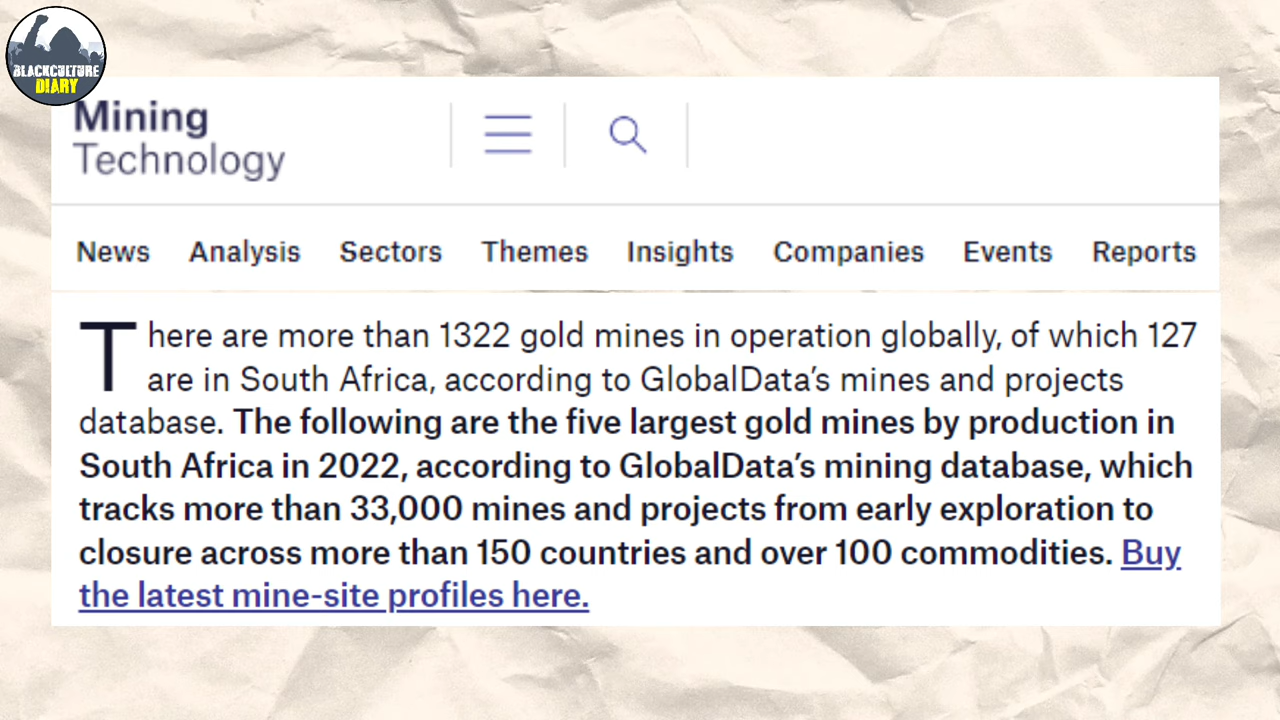 BLACKCULTURE
DIARY
Mining
Technology
News Analysis Sectors Themes Insights Companies Events Reports
There are more than 1322 gold mines in operation globally, of which 127
are in South Africa, according to GlobalData’s mines and projects
database. The following are the five largest gold mines by production in
South Africa in 2022, according to GlobalData’s mining database, which
tracks more than 33,000 mines and projects from early exploration to
closure across more than 150 countries and over 100 commodities. Buy
the latest mine-site profiles here.